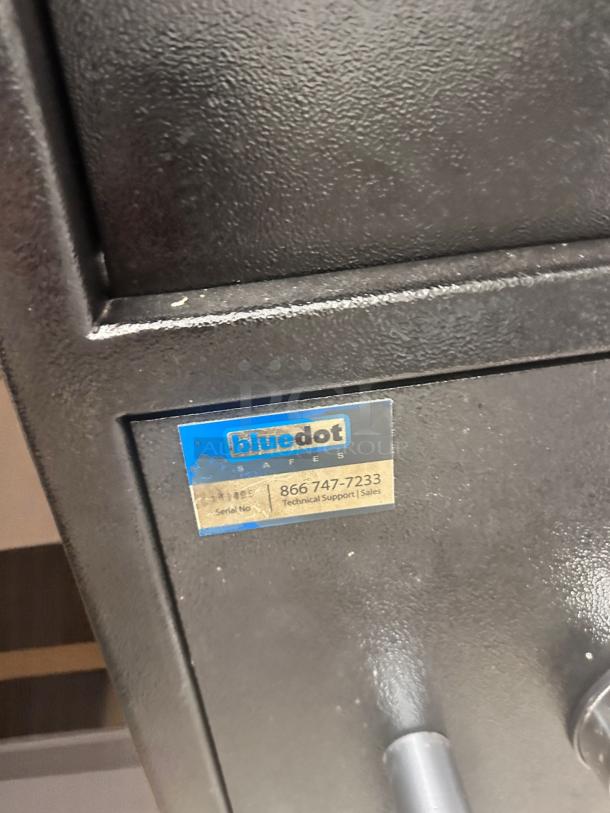 bluedot
SAFES
866 747-7233
Technical Support | Sales
Serial No